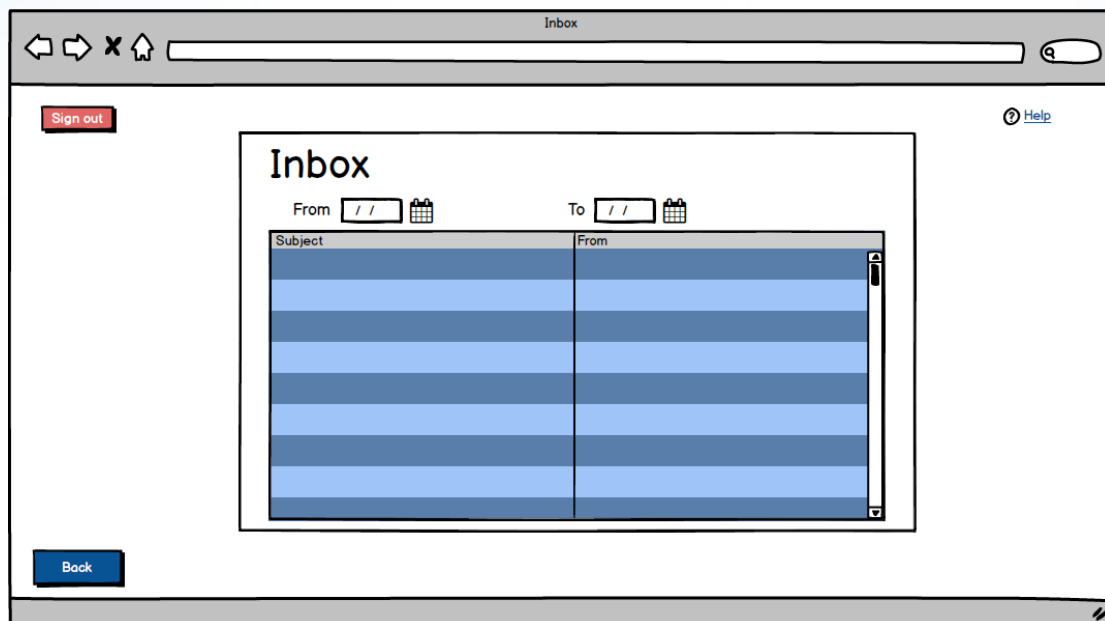 Inbox
Sign out
? Help
Inbox
From / / To / /
Subject From
Back